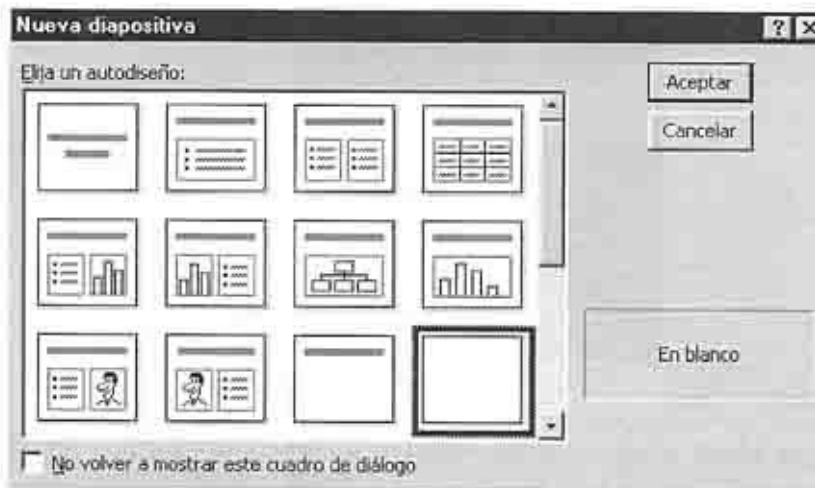 Nueva diapositiva
Elija un autodiseño:
Aceptar
Cancelar
En blanco
No volver a mostrar este cuadro de diálogo